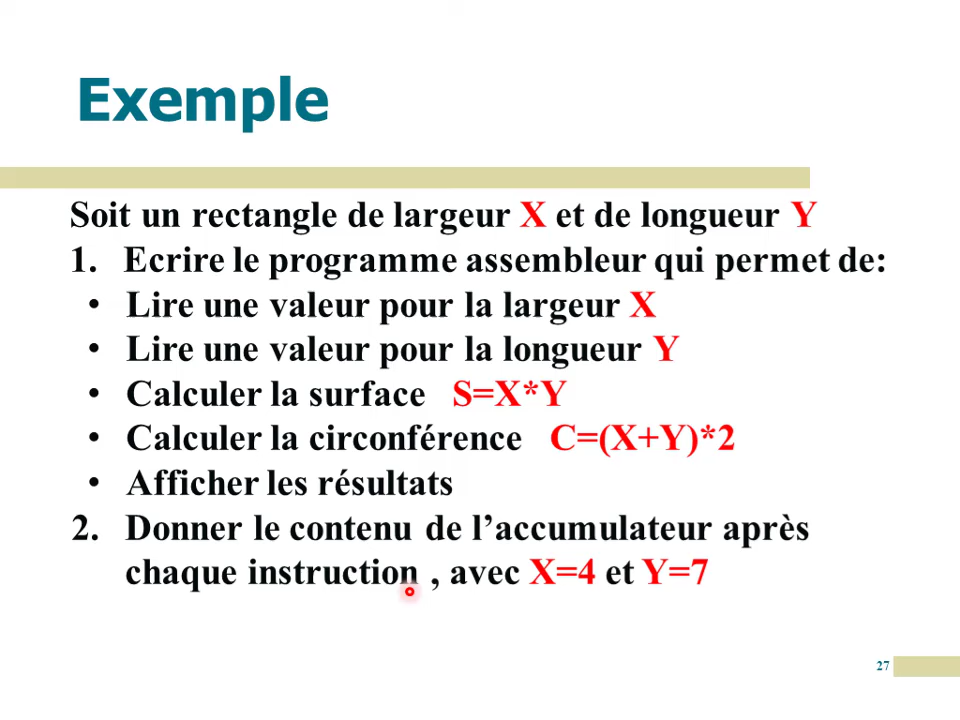 Exemple
Soit un rectangle de largeur X et de longueur Y
1. Ecrire le programme assembleur qui permet de:
• Lire une valeur pour la largeur X
• Lire une valeur pour la longueur Y
• Calculer la surface S=X*Y
• Calculer la circonférence C=(X+Y)*2
• Afficher les résultats
2. Donner le contenu de l’accumulateur après
chaque instruction , avec X=4 et Y=7
27